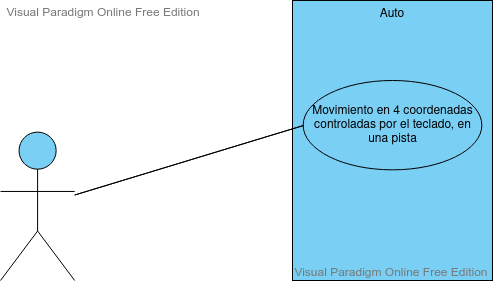 Visual Paradigm Online Free Edition
Auto
Movimiento en 4 coordenadas
controladas por el teclado, en
una pista
Visual Paradigm Online Free Edition